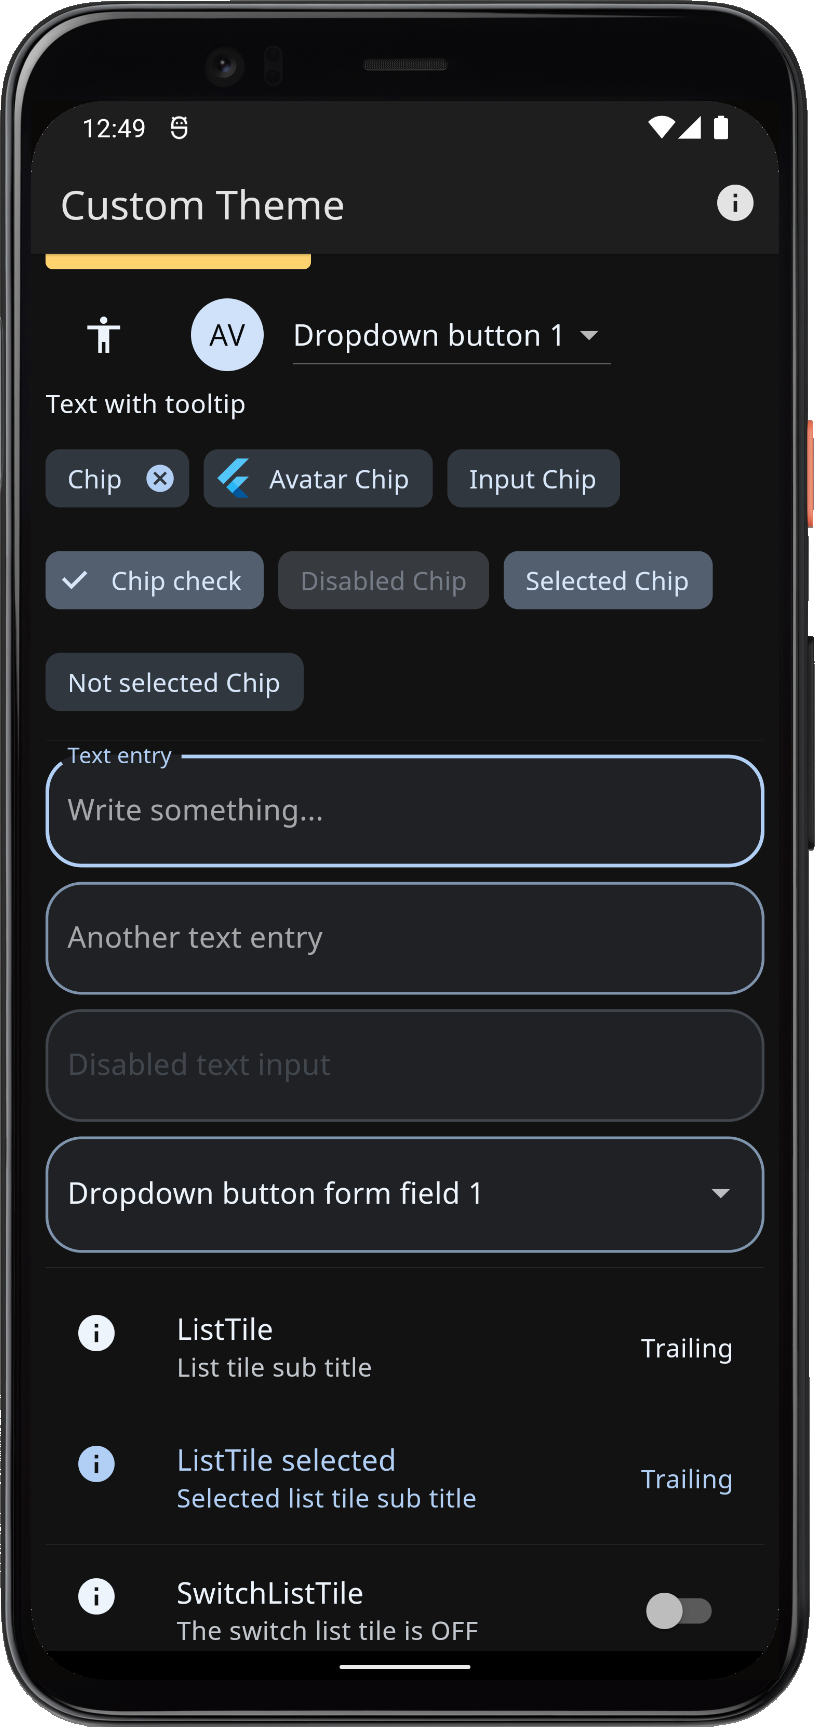 12:49
Custom Theme
AV Dropdown button 1
Text with tooltip
Chip Avatar Chip Input Chip
Chip check Disabled Chip Selected Chip
Not selected Chip
Text entry
Write something...
Another text entry
Disabled text input
Dropdown button form field 1
ListTile
List tile sub title
Trailing
ListTile selected
Selected list tile sub title
Trailing
SwitchListTile
The switch list tile is OFF